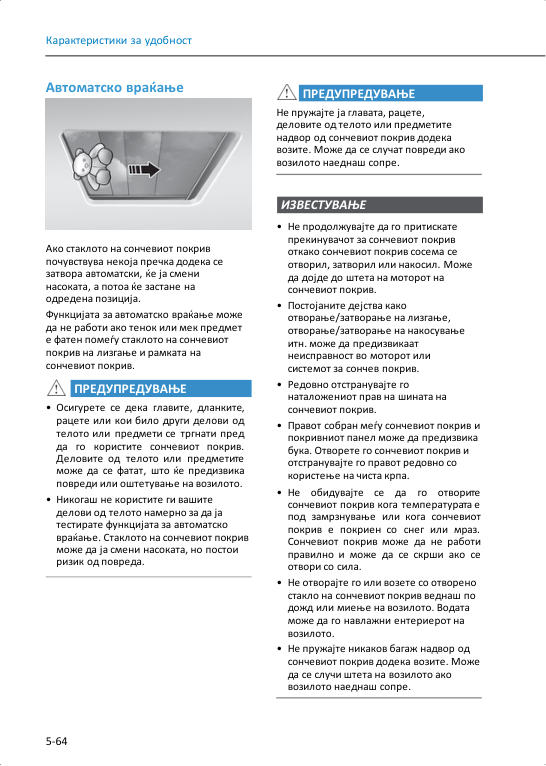 Карактеристики за удобност
Автоматско враќање
Ако стаклото на сончевиот покрив
почувствува некоја пречка додека се
затвора автоматски, ќе ја смени
насоката, а потоа ќе застане на
одредена позиција.
Функцијата за автоматско враќање може
да не работи ако тенок или мек предмет
е фатен помеѓу стаклото на сончевиот
покрив на лизгање и рамката на
сончевиот покрив.
ПРЕДУПРЕДУВАЊЕ
• Осигурете се дека главите, дланките,
рацете или кои било други делови од
телото или предмети се тргнати пред
да го користите сончевиот покрив.
Деловите од телото или предметите
може да се фатат, што ќе предизвика
повреди или оштетување на возилото.
• Никогаш не користите ги вашите
делови од телото намерно за да ја
тестирате функцијата за автоматско
враќање. Стаклото на сончевиот покрив
може да ја смени насоката, но постои
ризик од повреда.
ПРЕДУПРЕДУВАЊЕ
Не пружајте ја главата, рацете,
деловите од телото или предметите
надвор од сончевиот покрив додека
возите. Може да се случат повреди ако
возилото наеднаш сопре.
ИЗВЕСТУВАЊЕ
• Не продолжувајте да го притискате
прекинувачот за сончевиот покрив
откако сончевиот покрив сосема се
отворил, затворил или накосил. Може
да дојде до штета на моторот на
сончевиот покрив.
• Постојаните дејства како
отворање/затворање на лизгање,
отворање/затворање на накосување
итн. може да предизвикаат
неисправност во моторот или
системот за сончев покрив.
• Редовно отстранувајте го
наталожениот прав на шината на
сончевиот покрив.
• Правот собран меѓу сончевиот покрив и
покривниот панел може да предизвика
бука. Отворете го сончевиот покрив и
отстранувајте го правот редовно со
користење на чиста крпа.
• Не обидувајте се да го отворите
сончевиот покрив кога температурата е
под замрзнување или кога сончевиот
покрив е покриен со снег или мраз.
Сончевиот покрив може да не работи
правилно и може да се скрши ако се
отвори со сила.
• Не отворајте го или возете со отворено
стакло на сончевиот покрив веднаш по
дожд или миење на возилото. Водата
може да го навлажни ентериерот на
возилото.
• Не пружајте никаков багаж надвор од
сончевиот покрив додека возите. Може
да се случи штета на возилото ако
возилото наеднаш сопре.
5-64